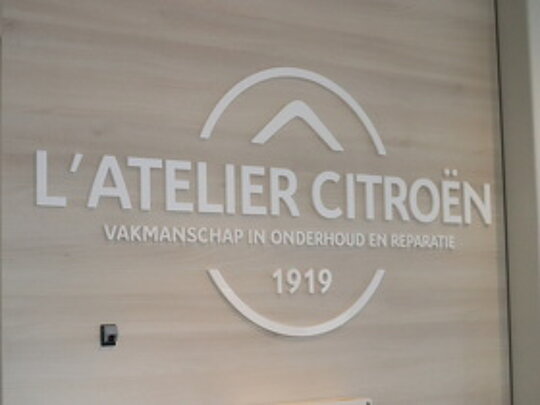 L'ATELIER CITROËN
VAKMANSCHAP IN ONDERHOUD EN REPARATIE
1919